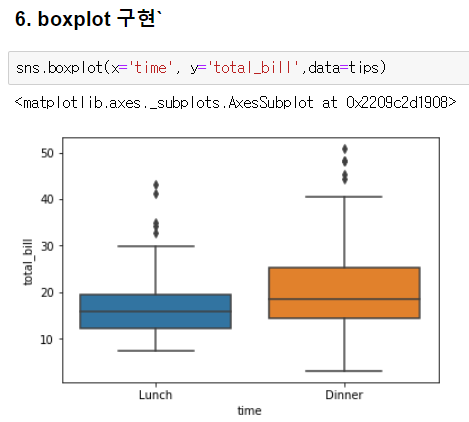 6. boxplot 구현`
sns.boxplot(x='time', y='total_bill',data=tips)
<matplotlib.axes._subplots.AxesSubplot at 0x2209c2d1908>
50
40
30
20
10
total_bill
Lunch Dinner
time